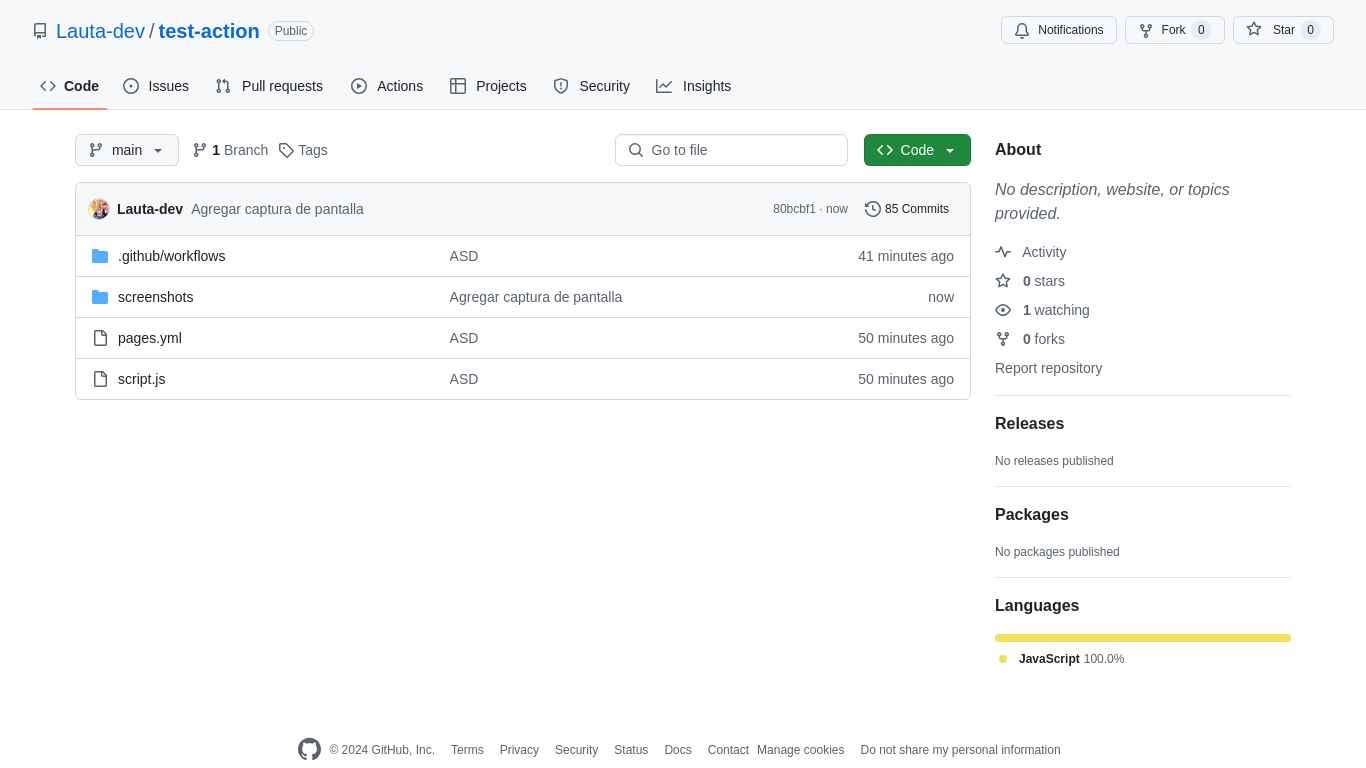 Lauta-dev / test-action Public Notifications Fork 0 Star 0
Code Issues Pull requests Actions Projects Security Insights
main 1 Branch Tags Go to file Code
Lauta-dev Agregar captura de pantalla 80bcbf1 · now 85 Commits
.github/workflows ASD 41 minutes ago
screenshots Agregar captura de pantalla now
pages.yml ASD 50 minutes ago
script.js ASD 50 minutes ago
About
No description, website, or topics
provided.
Activity
0 stars
1 watching
0 forks
Report repository
Releases
No releases published
Packages
No packages published
Languages
JavaScript 100.0%
© 2024 GitHub, Inc. Terms Privacy Security Status Docs Contact Manage cookies Do not share my personal information